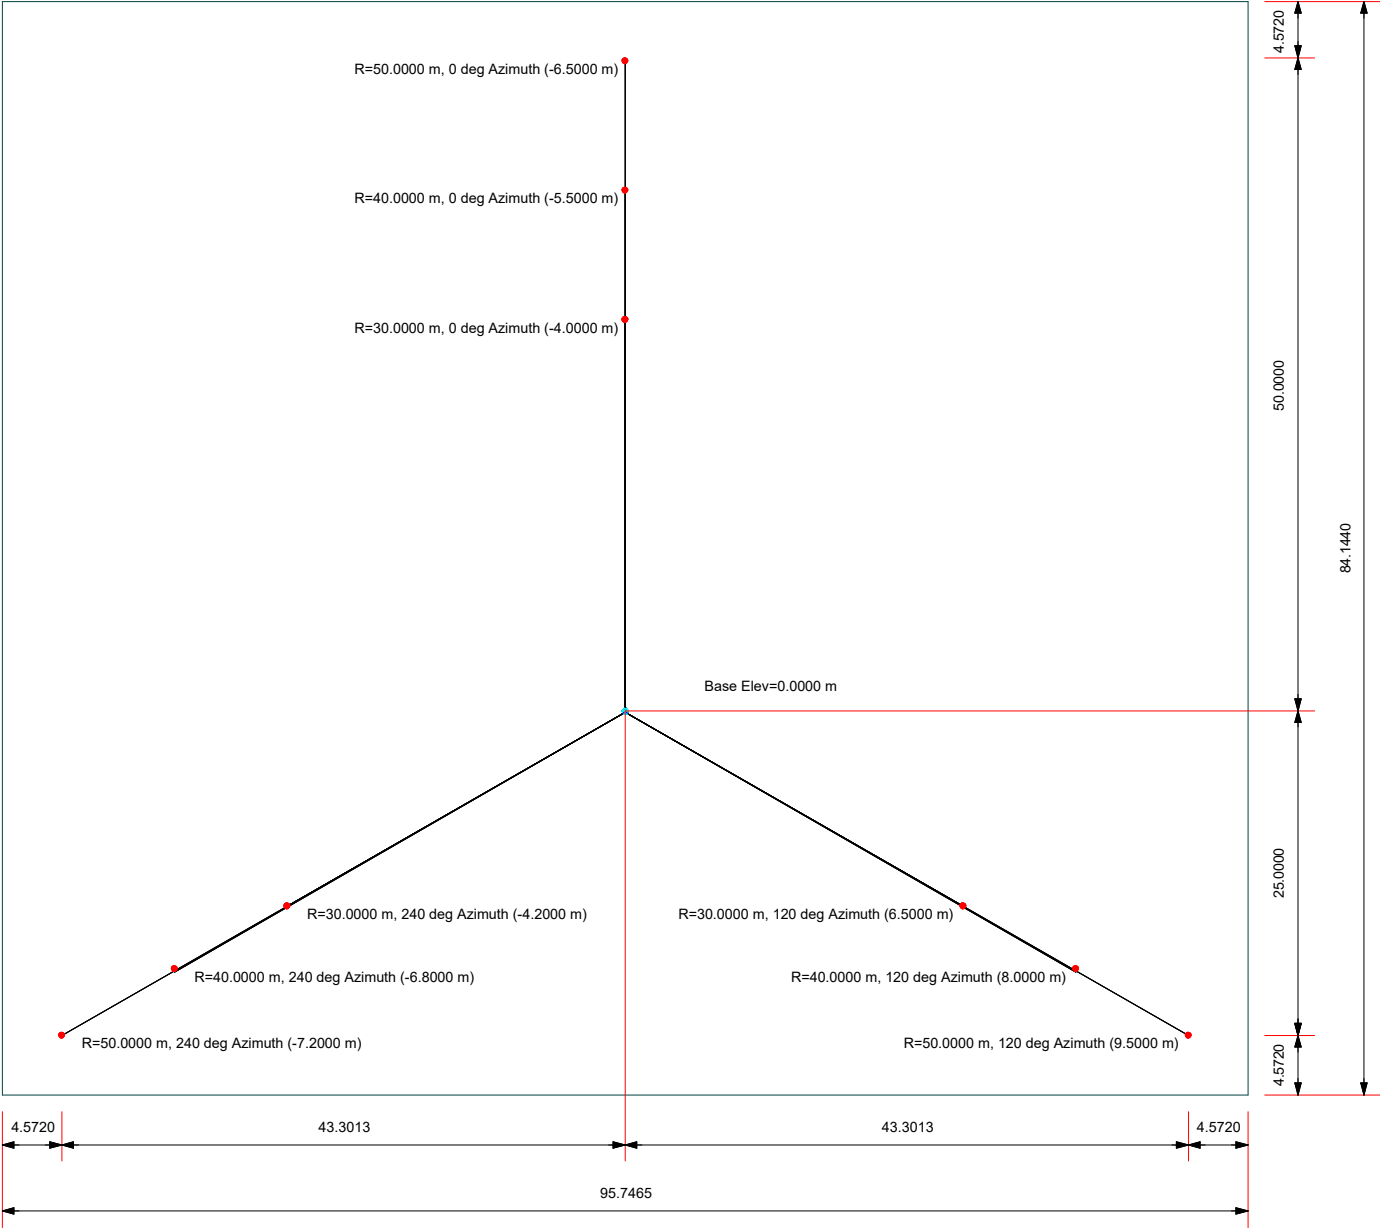 4.5720
R=50.0000 m, 0 deg Azimuth (-6.5000 m)
R=40.0000 m, 0 deg Azimuth (-5.5000 m)
R=30.0000 m, 0 deg Azimuth (-4.0000 m)
50.0000
84.1440
Base Elev=0.0000 m
25.0000
R=30.0000 m, 240 deg Azimuth (-4.2000 m)
R=30.0000 m, 120 deg Azimuth (6.5000 m)
R=40.0000 m, 240 deg Azimuth (-6.8000 m)
R=40.0000 m, 120 deg Azimuth (8.0000 m)
R=50.0000 m, 240 deg Azimuth (-7.2000 m)
R=50.0000 m, 120 deg Azimuth (9.5000 m)
4.5720
4.5720
43.3013
43.3013
4.5720
95.7465